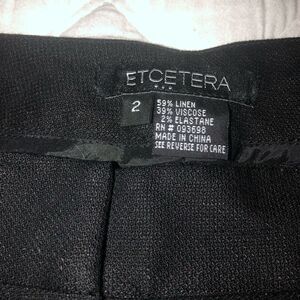 ETCETERA
• • •
2
59% LINEN
39% VISCOSE
2% ELASTANE
RN # 093698
MADE IN CHINA
SEE REVERSE FOR CARE